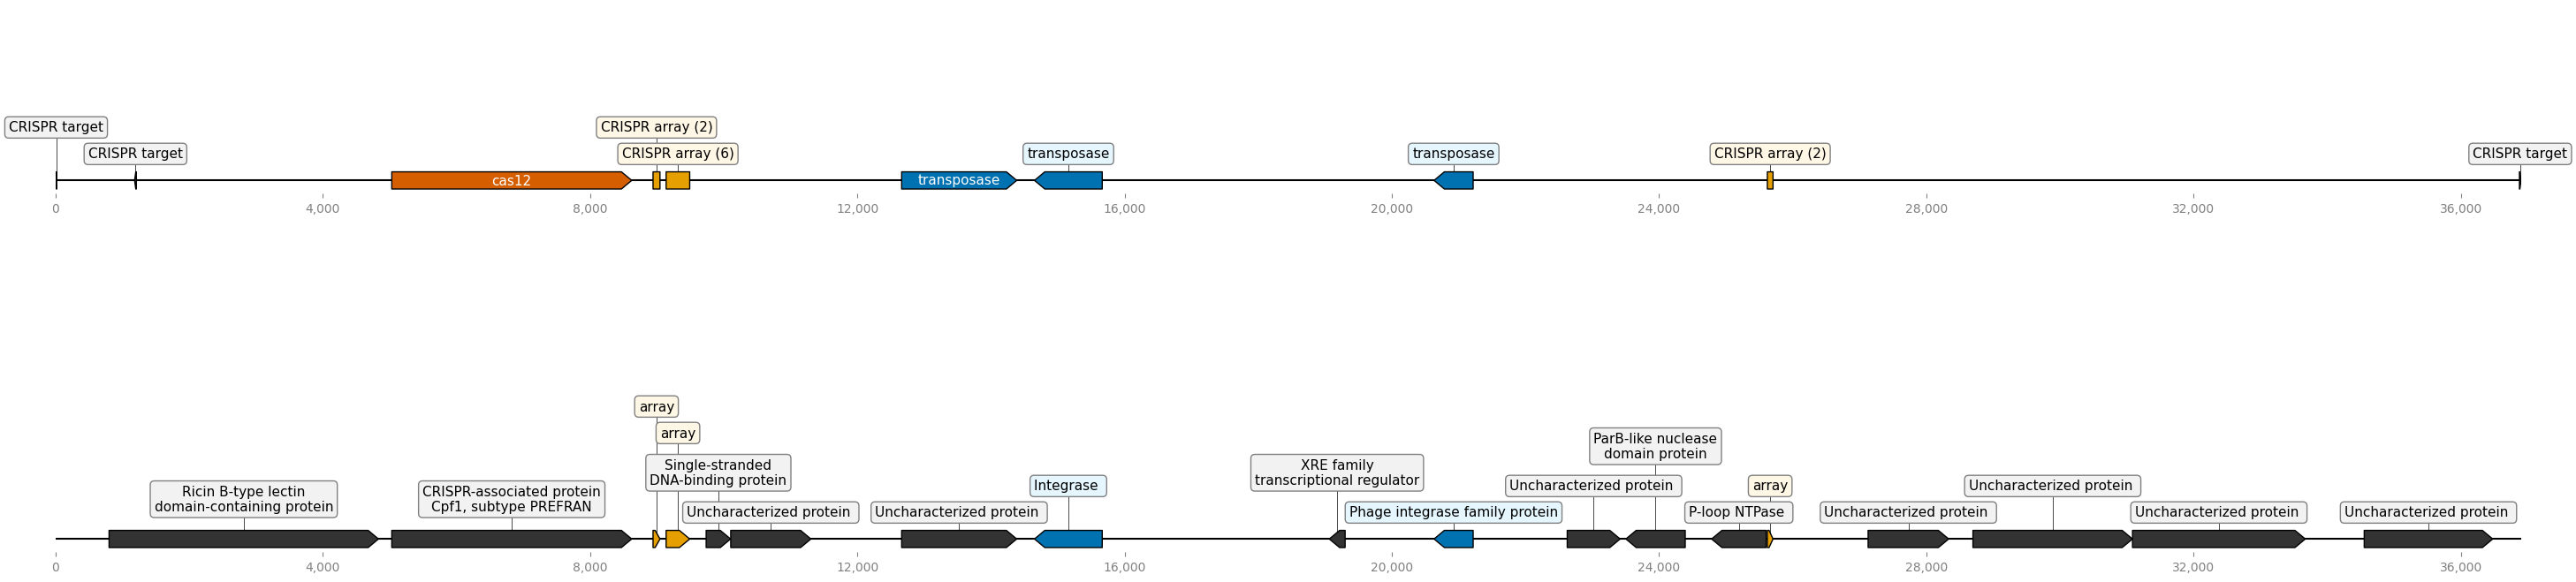 CRISPR target
CRISPR array (2)
CRISPR target
CRISPR array (6)
transposase
transposase
CRISPR array (2)
CRISPR target
cas12
transposase
0
4,000
8,000
12,000
16,000
20,000
24,000
28,000
32,000
36,000
array
array
Single-stranded
DNA-binding protein
XRE family
transcriptional regulator
ParB-like nuclease
domain protein
Ricin B-type lectin
domain-containing protein
CRISPR-associated protein
Cpf1, subtype PREFRAN
Integrase
Uncharacterized protein
array
Uncharacterized protein
Uncharacterized protein
Uncharacterized protein
Phage integrase family protein
P-loop NTPase
Uncharacterized protein
Uncharacterized protein
Uncharacterized protein
0
4,000
8,000
12,000
16,000
20,000
24,000
28,000
32,000
36,000